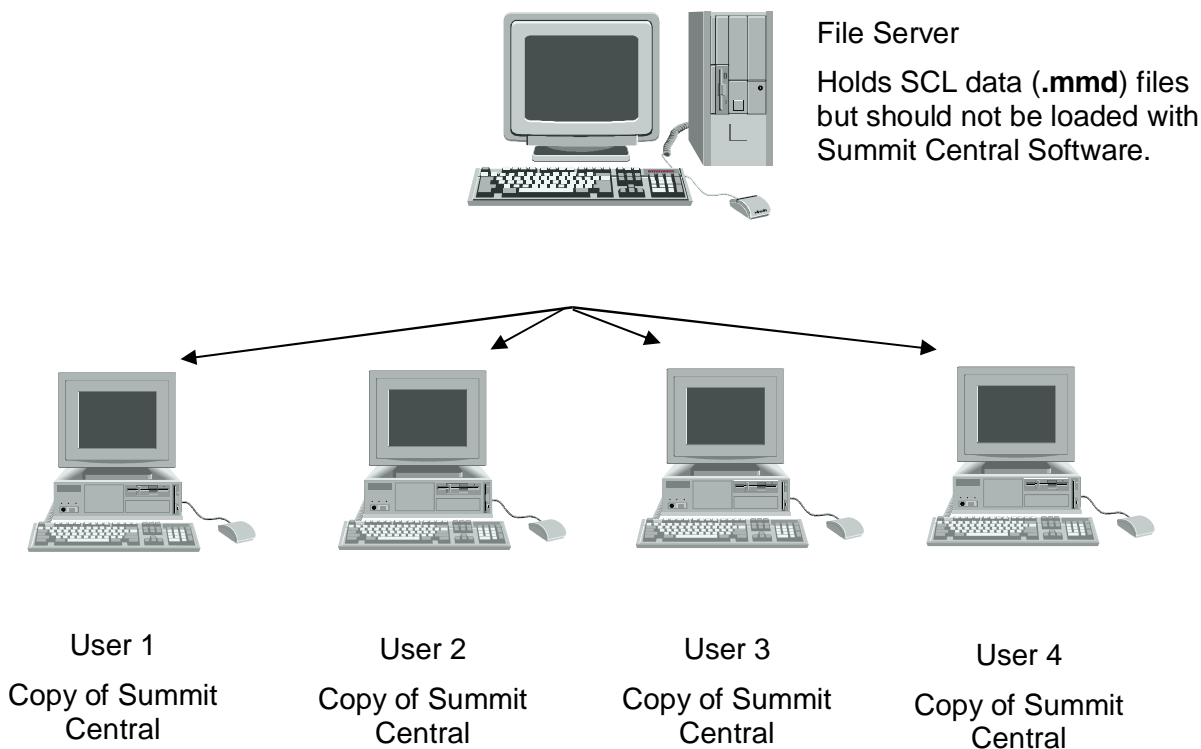 File Server
Holds SCL data (.mmd) files
but should not be loaded with
Summit Central Software.
User 1
Copy of Summit
Central
User 2
Copy of Summit
Central
User 3
Copy of Summit
Central
User 4
Copy of Summit
Central